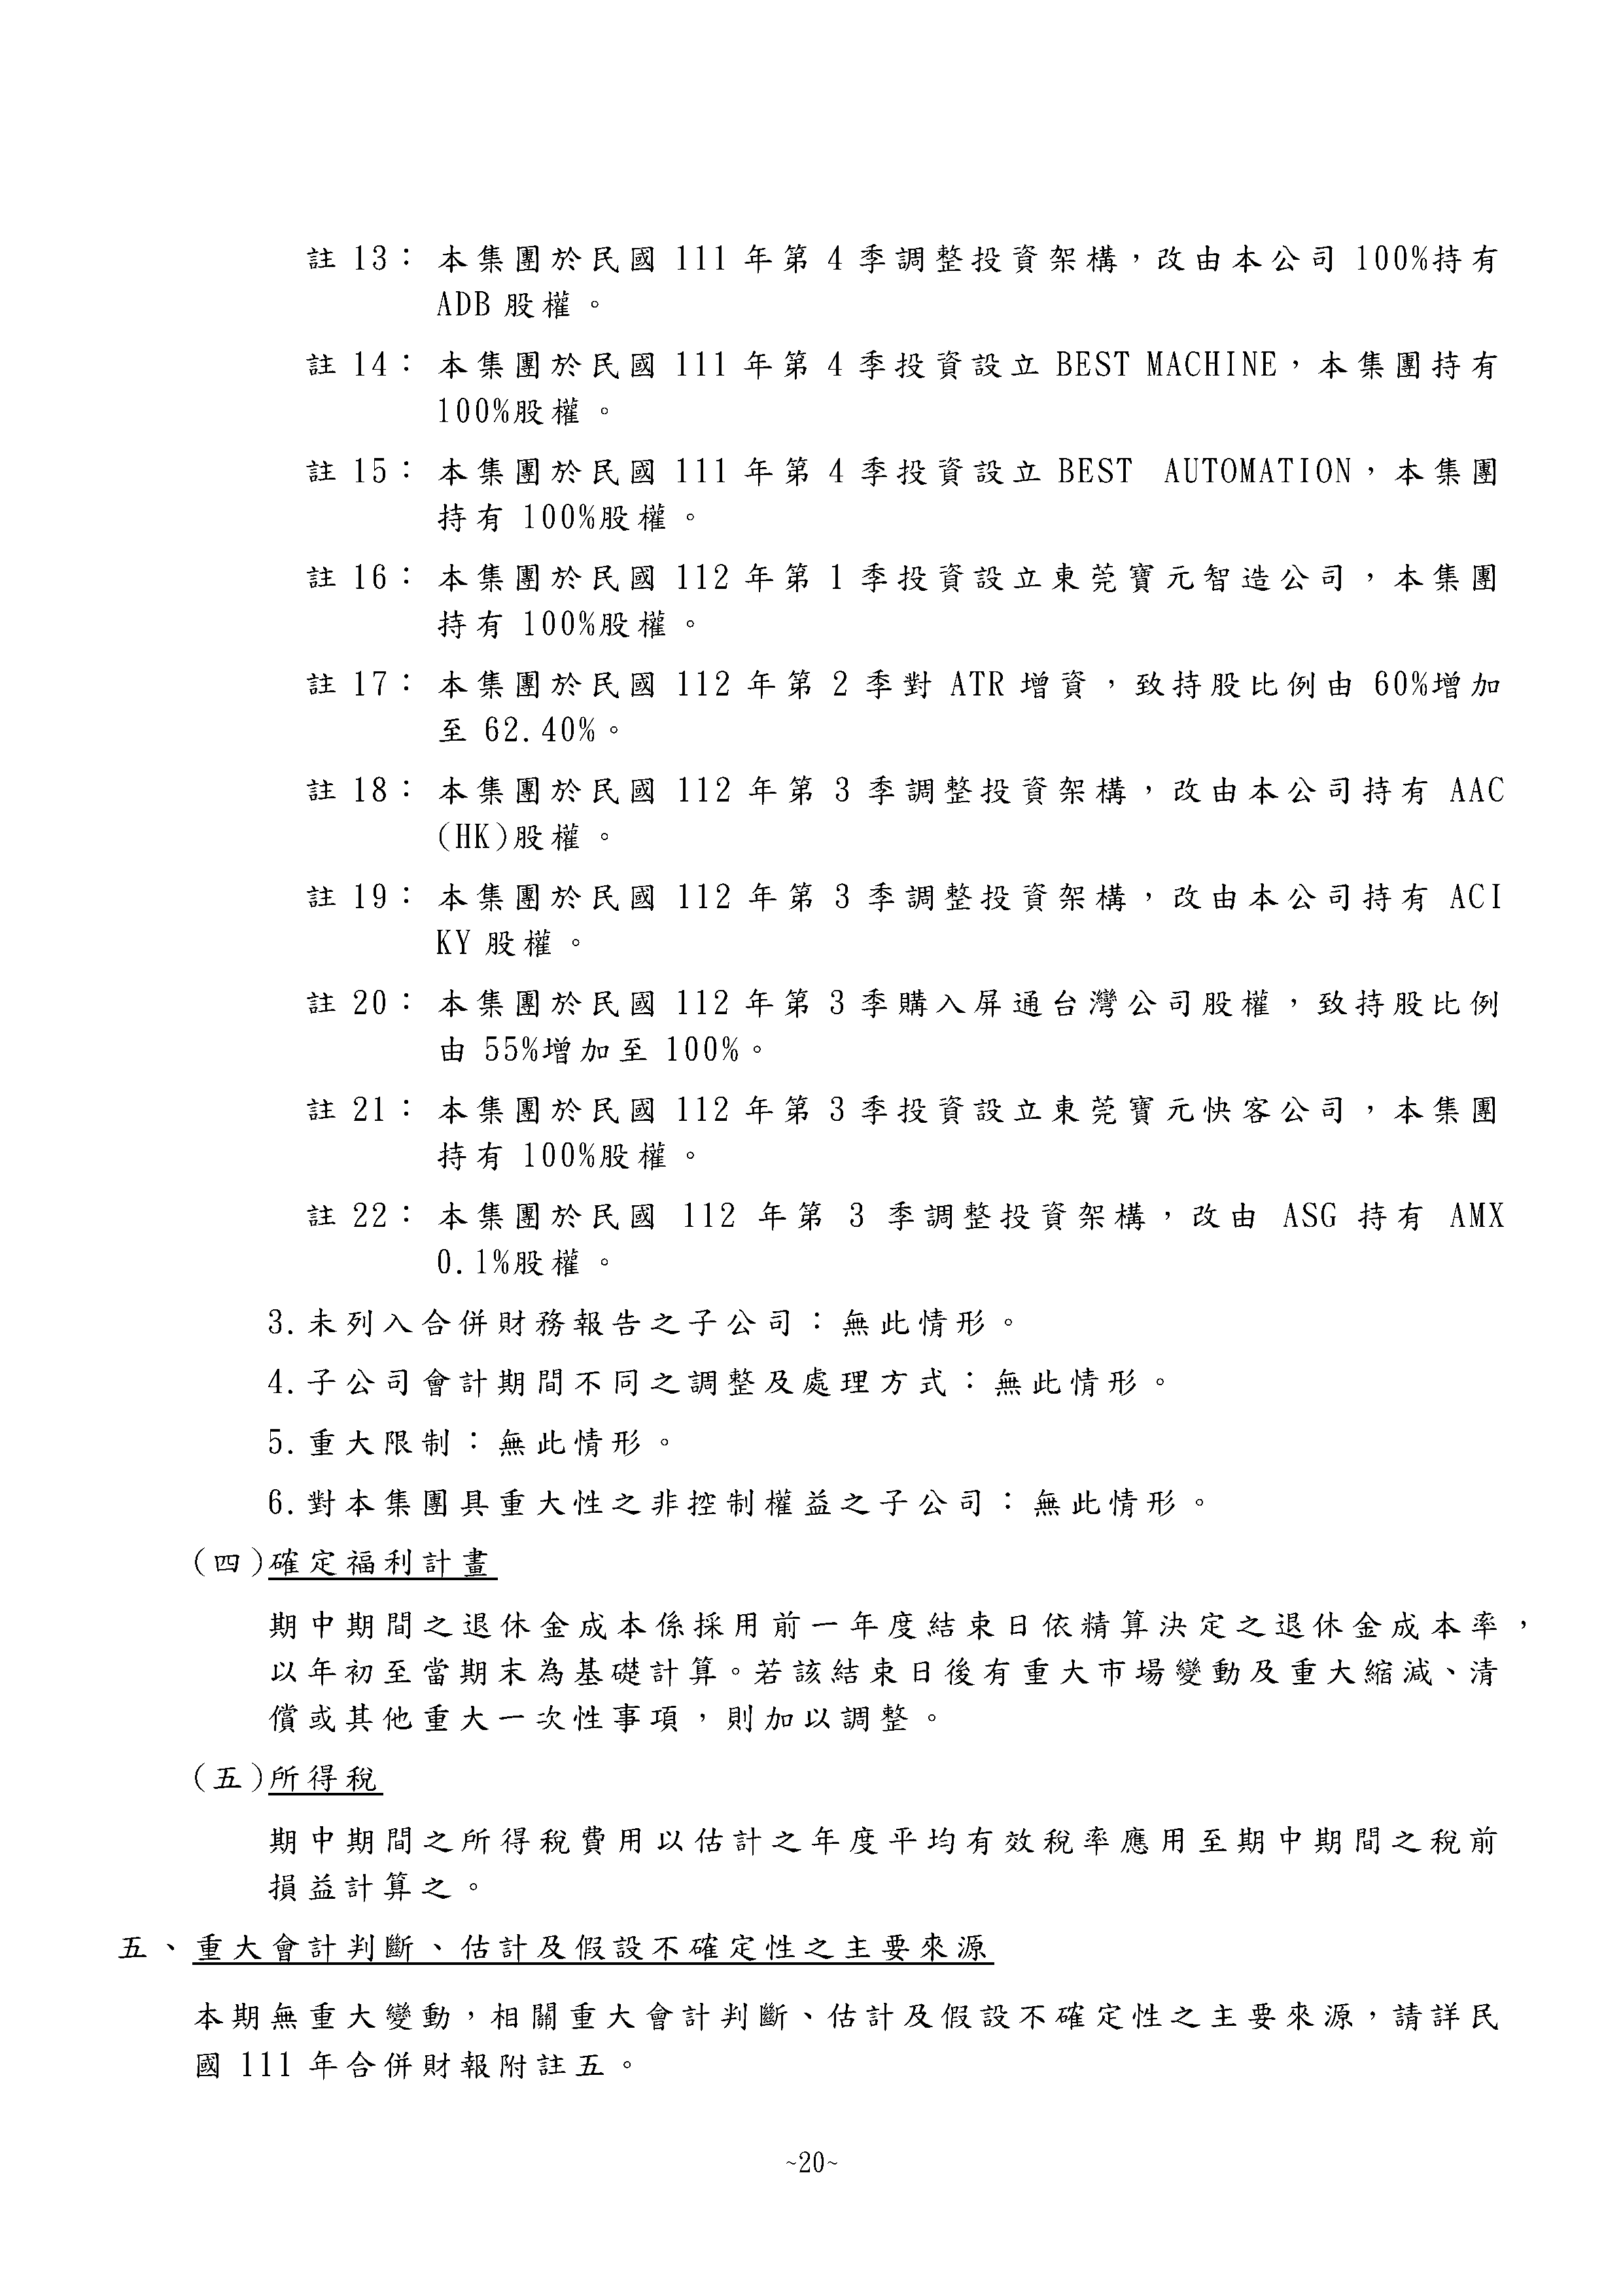 註 13： 本集團於民國 111 年第 4 季調整投資架構，改由本公司 100%持有
ADB 股權。
註 14： 本集團於民國 111 年第 4 季投資設立 BEST MACHINE，本集團持有
100%股權。
註 15： 本集團於民國 111 年第 4 季投資設立 BEST AUTOMATION，本集團
持有 100%股權。
註 16： 本集團於民國 112 年第 1 季投資設立東莞寶元智造公司，本集團
持有 100%股權。
註 17： 本集團於民國 112 年第 2 季對 ATR 增資，致持股比例由 60%增加
至 62.40%。
註 18： 本集團於民國 112 年第 3 季調整投資架構，改由本公司持有 AAC
(HK)股權。
註 19： 本集團於民國 112 年第 3 季調整投資架構，改由本公司持有 ACI
KY 股權。
註 20： 本集團於民國 112 年第 3 季購入屏通台灣公司股權，致持股比例
由 55%增加至 100%。
註 21： 本集團於民國 112 年第 3 季投資設立東莞寶元快客公司，本集團
持有 100%股權。
註 22： 本集團於民國 112 年第 3 季調整投資架構，改由 ASG 持有 AMX
0.1%股權。
3.未列入合併財務報告之子公司：無此情形。
4.子公司會計期間不同之調整及處理方式：無此情形。
5.重大限制：無此情形。
6.對本集團具重大性之非控制權益之子公司：無此情形。
(四)確定福利計畫
期中期間之退休金成本係採用前一年度結束日依精算決定之退休金成本率，
以年初至當期末為基礎計算。若該結束日後有重大市場變動及重大縮減、清
償或其他重大一次性事項，則加以調整。
(五)所得稅
期中期間之所得稅費用以估計之年度平均有效稅率應用至期中期間之稅前
損益計算之。
五、重大會計判斷、估計及假設不確定性之主要來源
本期無重大變動，相關重大會計判斷、估計及假設不確定性之主要來源，請詳民
國 111 年合併財報附註五。
~20~